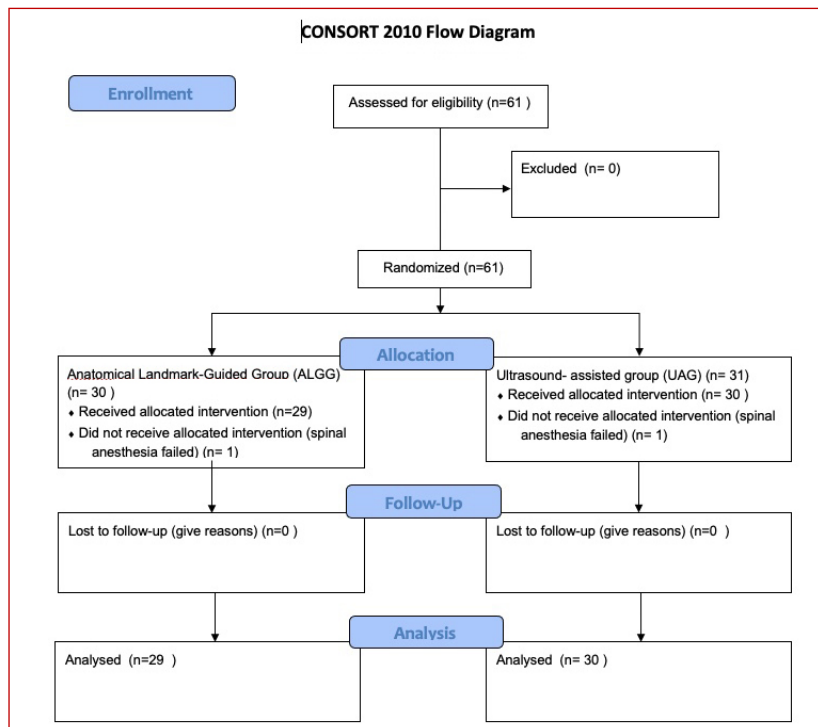 CONSORT 2010 Flow Diagram
Enrollment
Assessed for eligibility (n=61 )
Excluded (n= 0)
Randomized (n=61)
Allocation
Anatomical Landmark-Guided Group (ALGG)
(n= 30 )
♦ Received allocated intervention (n=29)
♦ Did not receive allocated intervention (spinal
anesthesia failed) (n= 1)
Ultrasound- assisted group (UAG) (n= 31)
♦ Received allocated intervention (n= 30 )
♦ Did not receive allocated intervention (spinal
anesthesia failed) (n= 1)
Follow-Up
Lost to follow-up (give reasons) (n=0 )
Lost to follow-up (give reasons) (n=0 )
Analysis
Analysed (n=29 )
Analysed (n= 30 )